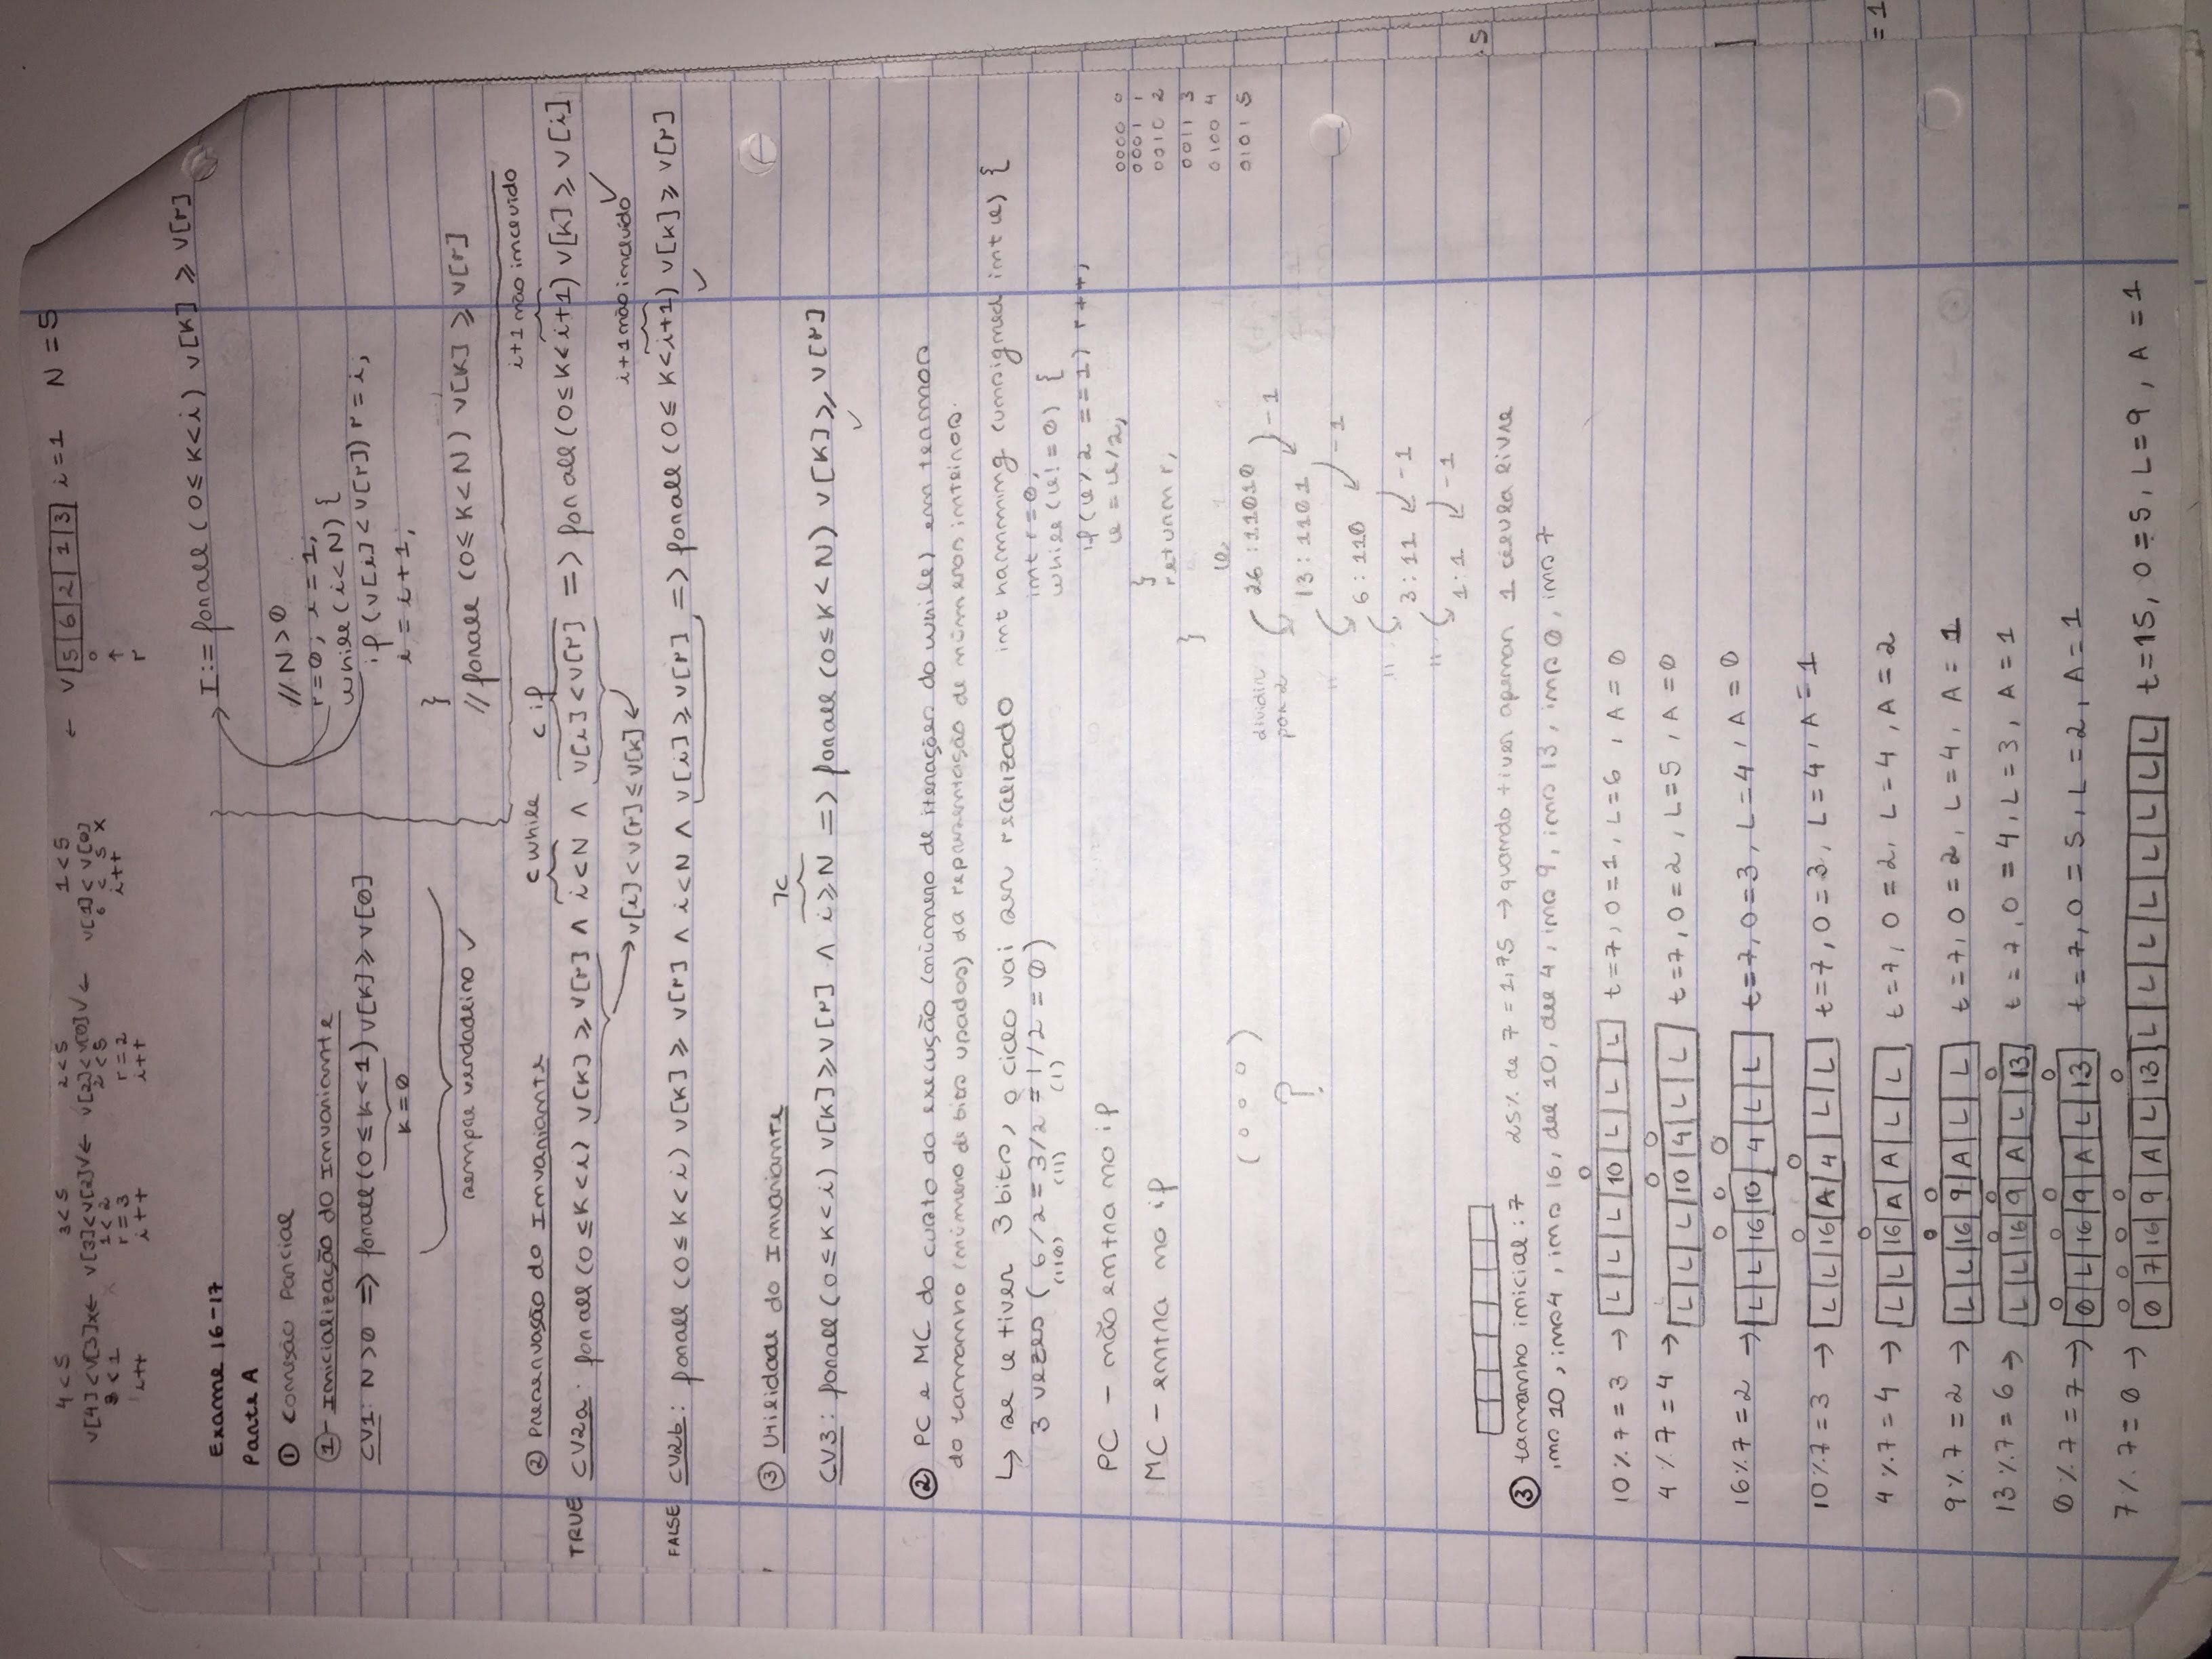 4 < 5   3 < 5   2 < 5   1 < 5   ← v 5 6 2 1 3   i = 1   N = 5
v[4] < v[3] x ← v[3] < v[2] V ← v[2] < v[0] V ← v[1] < v[0]   0
3 < 1   1 < 2   2 < 5   6 < 5 X   ↑
i++   r = 3   r = 2   i++   r
i++   i++
Exame 16-17
Parte A
① Correção Parcial
① - Inicialização do Invariante
CV1: N > 0 => forall (0 ≤ k < 1) v[k] ≥ v[0]
k = 0
sempre verdadeiro ✓
I := forall (0 ≤ k < i) v[k] ≥ v[r]
// N > 0
r = 0; i = 1;
while (i < N) {
if (v[i] < v[r]) r = i;
i = i + 1;
}
// forall (0 ≤ k < N) v[k] ≥ v[r]
② Preservação do Invariante   c while   c if   i+1 não incluído
TRUE CV2a: forall (0 ≤ k < i) v[k] ≥ v[r] ∧ i < N ∧ v[i] < v[r] => forall (0 ≤ k < i+1) v[k] ≥ v[i] ✓
→ v[i] < v[r] ≤ v[k] ←   i+1 não incluído
FALSE CV2b: forall (0 ≤ k < i) v[k] ≥ v[r] ∧ i < N ∧ v[i] ≥ v[r] => forall (0 ≤ k < i+1) v[k] ≥ v[r] ✓
③ Utilidade do Invariante   ¬c
CV3: forall (0 ≤ k < i) v[k] ≥ v[r] ∧ i ≥ N => forall (0 ≤ k < N) v[k] ≥ v[r] ✓
② PC e MC do custo da execução (número de iterações do while) em termos
do tamanho (número de bits usados) da representação de números inteiros.
↳ se u tiver 3 bits, o ciclo vai ser realizado
3 vezes ( 6/2 = 3/2 = 1/2 = 0 )
(110) (11) (1)
PC - não entra no if
MC - entra no if
( ° ° ° )
?
int hamming (unsigned int u) {
int r = 0;
while (u != 0) {
if (u % 2 == 1) r++;
u = u/2;
}
return r;
}
0000 0
0001 1
0010 2
0011 3
0100 4
0101 5
u
dividir por 2   26 : 11010   -1
13 : 1101
"   -1
6 : 110
"   -1
3 : 11
"   -1
1 : 1
③ tamanho inicial : 7   25% de 7 = 1,75 → quando tiver apenas 1 célula livre
ins 10, ins 4, ins 16, del 10, del 4, ins 9, ins 13, ins 0, ins 7
O
10 % 7 = 3 → L L L 10 L L L   t = 7, O = 1, L = 6, A = 0
O O
4 % 7 = 4 → L L L 10 4 L L   t = 7, O = 2, L = 5, A = 0
O O O
16 % 7 = 2 → L L 16 10 4 L L   t = 7, O = 3, L = 4, A = 0
O O
10 % 7 = 3 → L L 16 A 4 L L   t = 7, O = 3, L = 4, A = 1
O
4 % 7 = 4 → L L 16 A A L L   t = 7, O = 2, L = 4, A = 2
O O
9 % 7 = 2 → L L 16 9 A L L   t = 7, O = 2, L = 4, A = 1
O O O
13 % 7 = 6 → L L 16 9 A L 13   t = 7, O = 4, L = 3, A = 1
O O O O
0 % 7 = 7 → 0 L 16 9 A L 13   t = 7, O = 5, L = 2, A = 1
O O O O O
7 % 7 = 0 → 0 7 16 9 A L 13 L L L L L L L L   t = 15, O = 5, L = 9, A = 1
.5
= 1